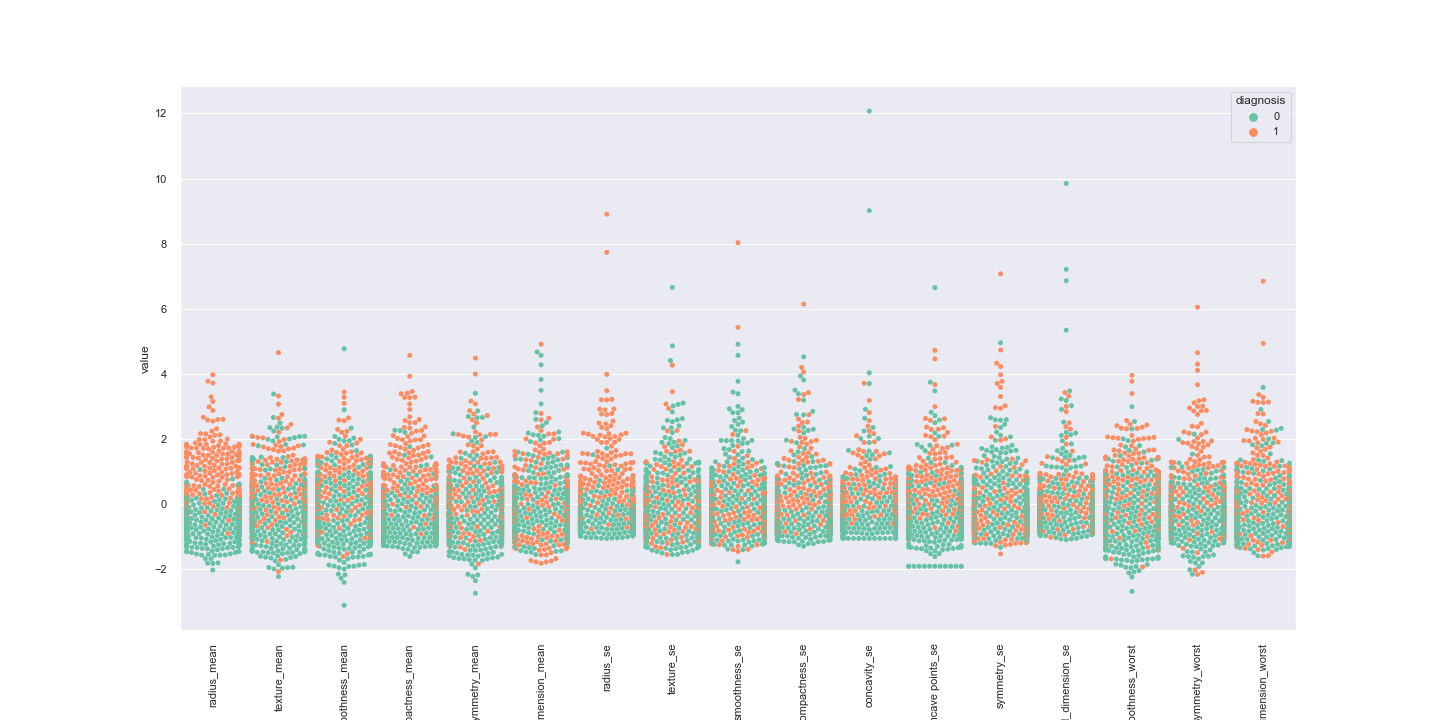 diagnosis
0
1
12
10
8
6
4
2
0
−2
value
radius_mean
texture_mean
oothness_mean
pactness_mean
ymmetry_mean
mension_mean
radius_se
texture_se
smoothness_se
ompactness_se
concavity_se
ncave points_se
symmetry_se
l_dimension_se
oothness_worst
ymmetry_worst
mension_worst